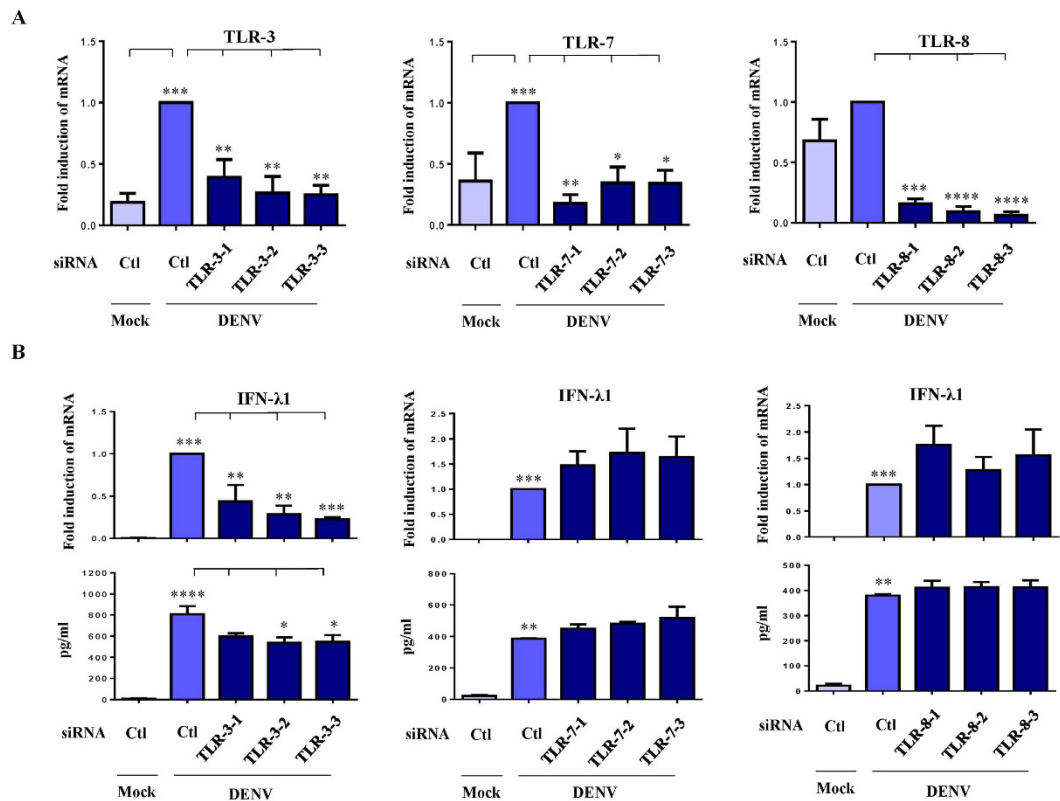 A
TLR-3
Fold induction of mRNA
1.5
1.0
0.5
0.0
***
**
**
**
siRNA
Ctl
Ctl
TLR-3-1
TLR-3-2
TLR-3-3
Mock
DENV
TLR-7
Fold induction of mRNA
1.5
1.0
0.5
0.0
***
**
*
*
siRNA
Ctl
Ctl
TLR-7-1
TLR-7-2
TLR-7-3
Mock
DENV
TLR-8
Fold induction of mRNA
1.5
1.0
0.5
0.0
***
****
****
siRNA
Ctl
Ctl
TLR-8-1
TLR-8-2
TLR-8-3
Mock
DENV
B
IFN-λ1
Fold induction of mRNA
1.5
1.0
0.5
0.0
***
**
**
***
pg/ml
1200
1000
800
600
400
200
0
****
*
*
siRNA
Ctl
Ctl
TLR-3-1
TLR-3-2
TLR-3-3
Mock
DENV
IFN-λ1
Fold induction of mRNA
2.5
2.0
1.5
1.0
0.5
0.0
***
pg/ml
800
600
400
200
0
**
siRNA
Ctl
Ctl
TLR-7-1
TLR-7-2
TLR-7-3
Mock
DENV
IFN-λ1
Fold induction of mRNA
2.5
2.0
1.5
1.0
0.5
0.0
***
pg/ml
500
400
300
200
100
0
**
siRNA
Ctl
Ctl
TLR-8-1
TLR-8-2
TLR-8-3
Mock
DENV